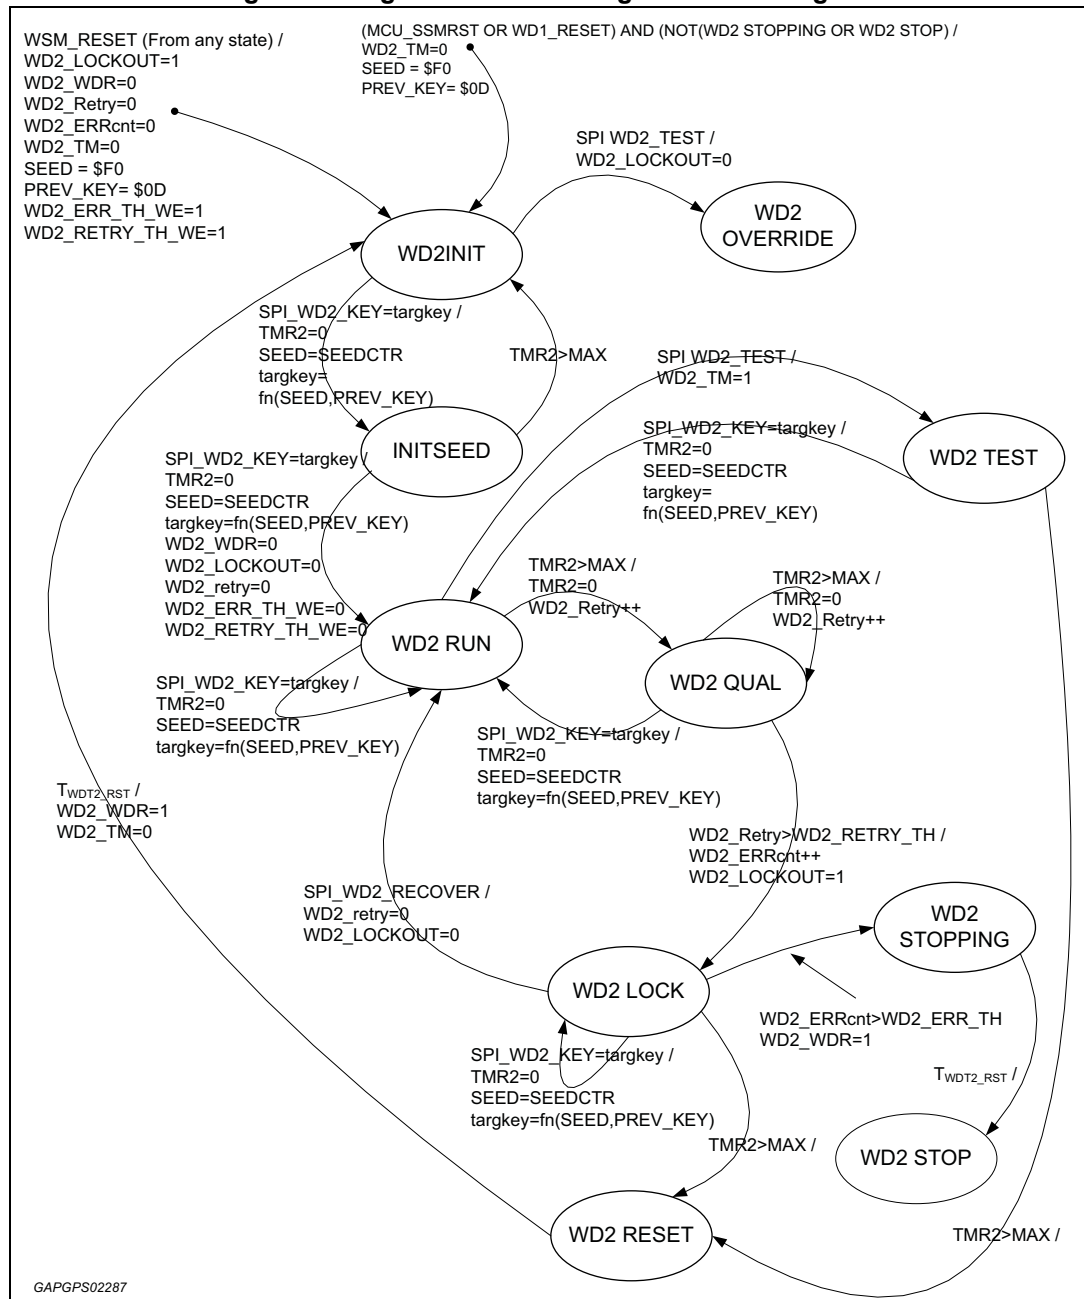 WSM_RESET (From any state) /
WD2_LOCKOUT=1
WD2_WDR=0
WD2_Retry=0
WD2_ERRcnt=0
WD2_TM=0
SEED = $F0
PREV_KEY= $0D
WD2_ERR_TH_WE=1
WD2_RETRY_TH_WE=1
(MCU_SSMRST OR WD1_RESET) AND (NOT(WD2 STOPPING OR WD2 STOP) /
WD2_TM=0
SEED = $F0
PREV_KEY= $0D
SPI WD2_TEST /
WD2_LOCKOUT=0
WD2
OVERRIDE
WD2INIT
SPI_WD2_KEY=targkey /
TMR2=0
SEED=SEEDCTR
targkey=
fn(SEED,PREV_KEY)
TMR2>MAX
SPI WD2_TEST /
WD2_TM=1
INITSEED
SPI_WD2_KEY=targkey /
TMR2=0
SEED=SEEDCTR
targkey=
fn(SEED,PREV_KEY)
WD2 TEST
SPI_WD2_KEY=targkey /
TMR2=0
SEED=SEEDCTR
targkey=fn(SEED,PREV_KEY)
WD2_WDR=0
WD2_LOCKOUT=0
WD2_retry=0
WD2_ERR_TH_WE=0
WD2_RETRY_TH_WE=0
TMR2>MAX /
TMR2=0
WD2_Retry++
TMR2>MAX /
TMR2=0
WD2_Retry++
WD2 RUN
WD2 QUAL
SPI_WD2_KEY=targkey /
TMR2=0
SEED=SEEDCTR
targkey=fn(SEED,PREV_KEY)
SPI_WD2_KEY=targkey /
TMR2=0
SEED=SEEDCTR
targkey=fn(SEED,PREV_KEY)
TWDT2_RST /
WD2_WDR=1
WD2_TM=0
WD2_Retry>WD2_RETRY_TH /
WD2_ERRcnt++
WD2_LOCKOUT=1
SPI_WD2_RECOVER /
WD2_retry=0
WD2_LOCKOUT=0
WD2
STOPPING
WD2 LOCK
WD2_ERRcnt>WD2_ERR_TH
WD2_WDR=1
SPI_WD2_KEY=targkey /
TMR2=0
SEED=SEEDCTR
targkey=fn(SEED,PREV_KEY)
TWDT2_RST /
TMR2>MAX /
WD2 STOP
WD2 RESET
TMR2>MAX /
GAPGPS02287